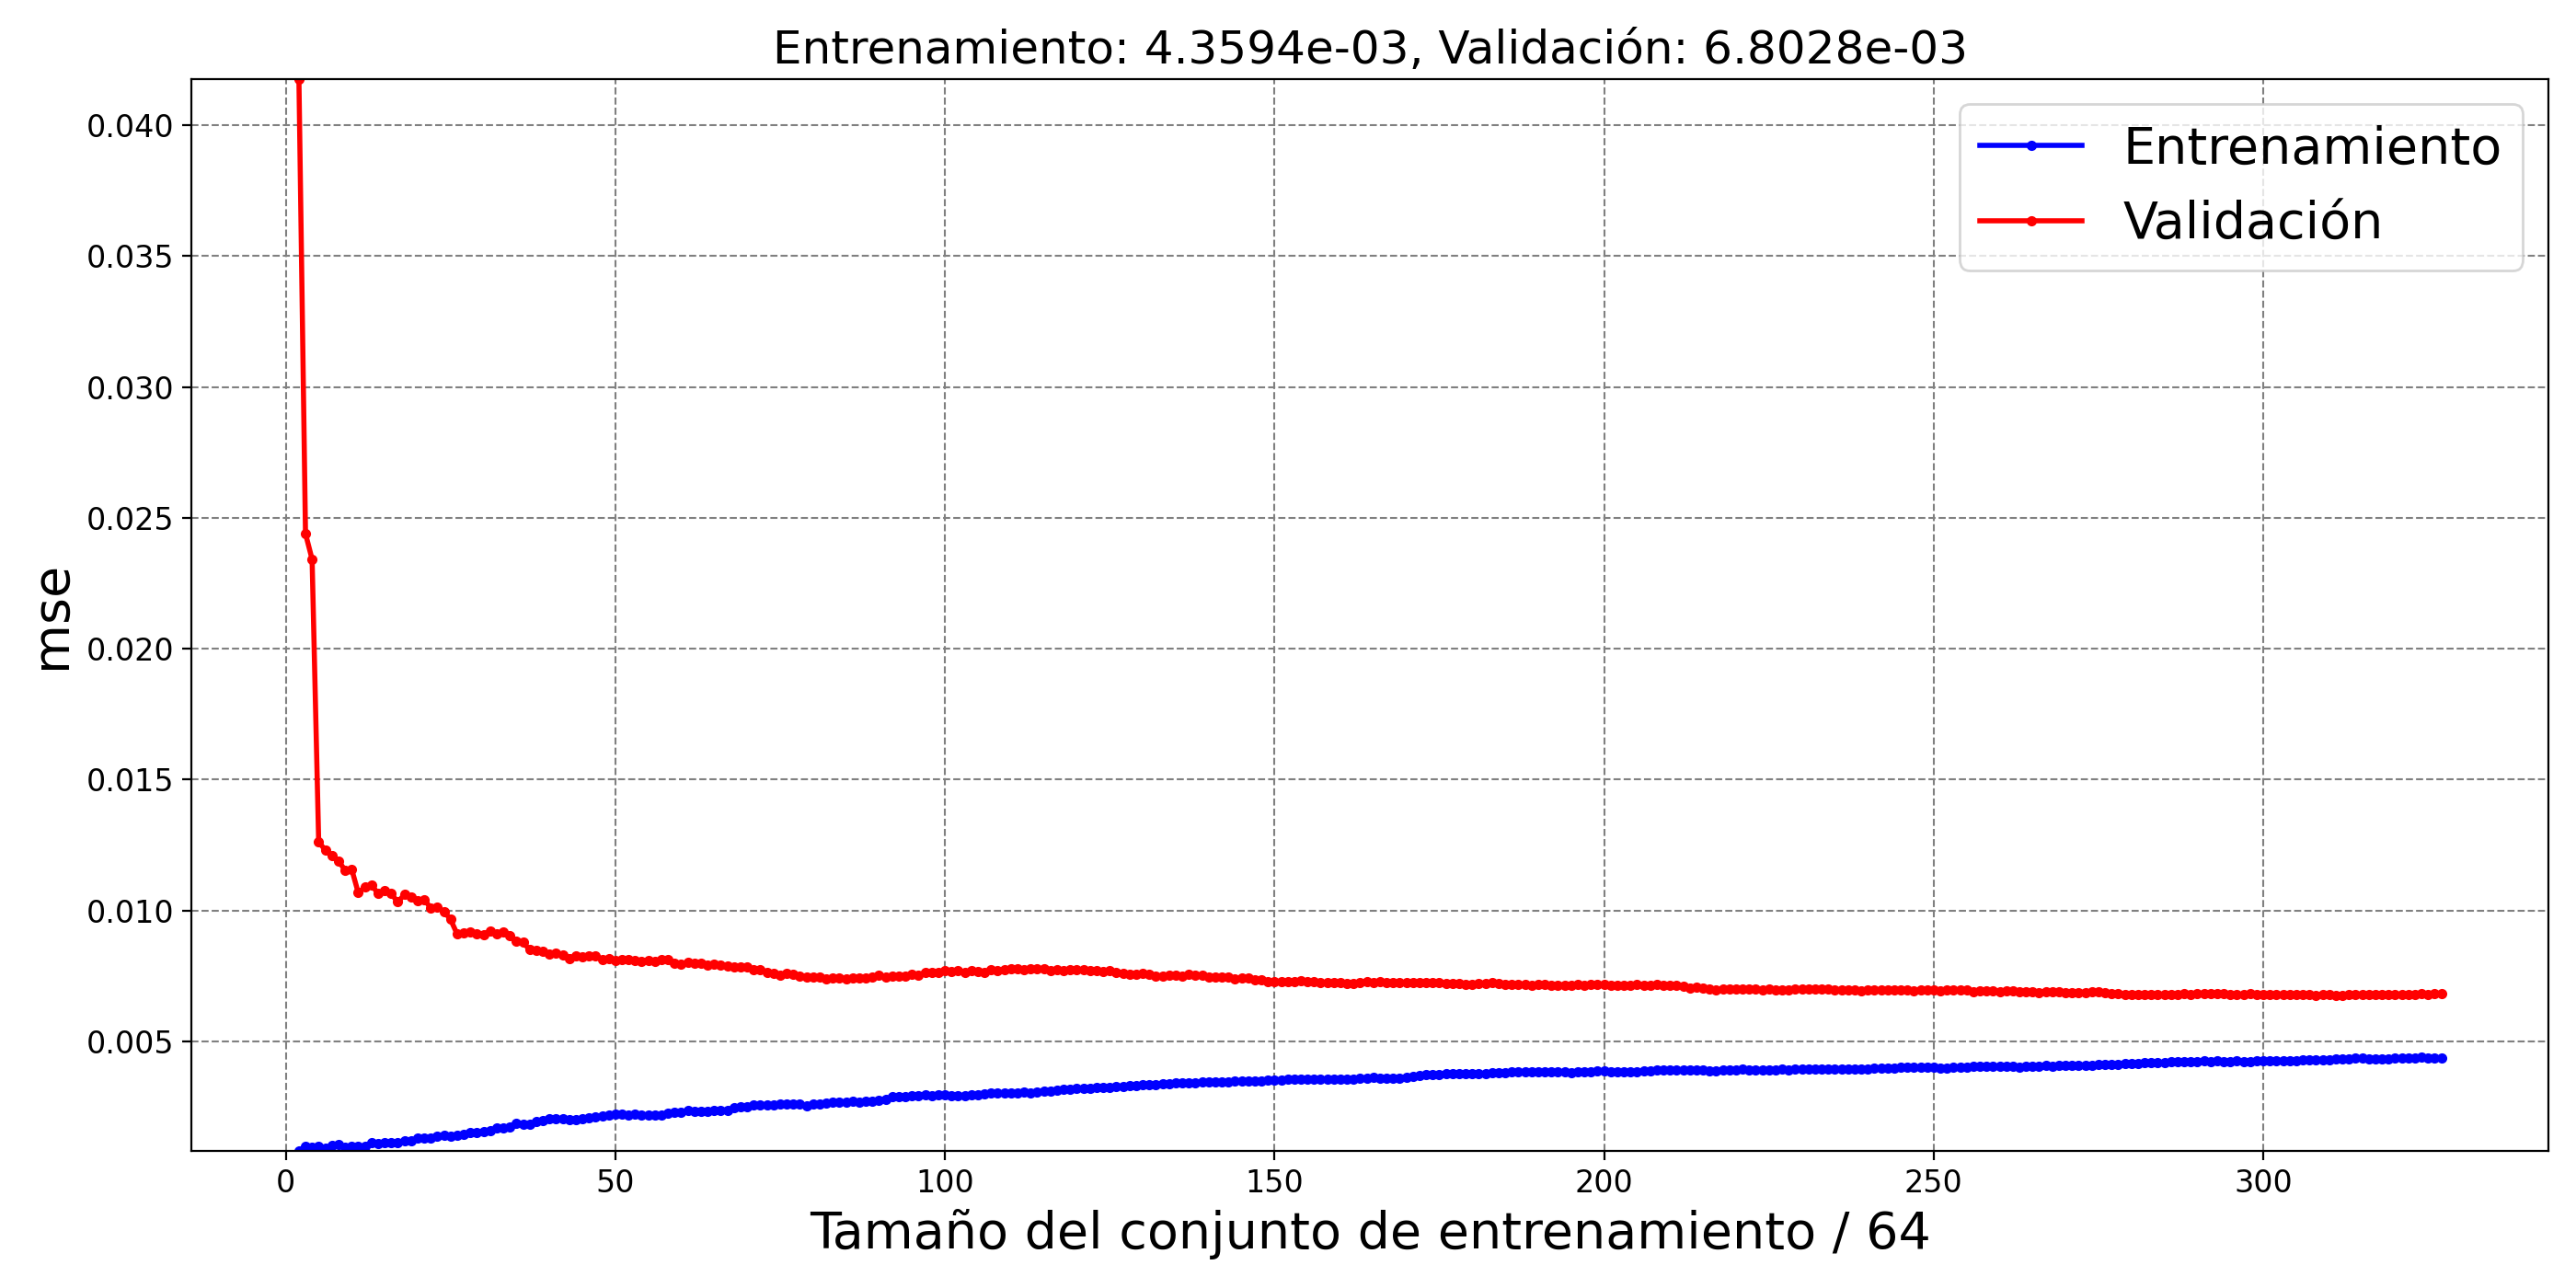 Entrenamiento: 4.3594e-03, Validación: 6.8028e-03
Entrenamiento
Validación
mse
0.040
0.035
0.030
0.025
0.020
0.015
0.010
0.005
0 50 100 150 200 250 300
Tamaño del conjunto de entrenamiento / 64